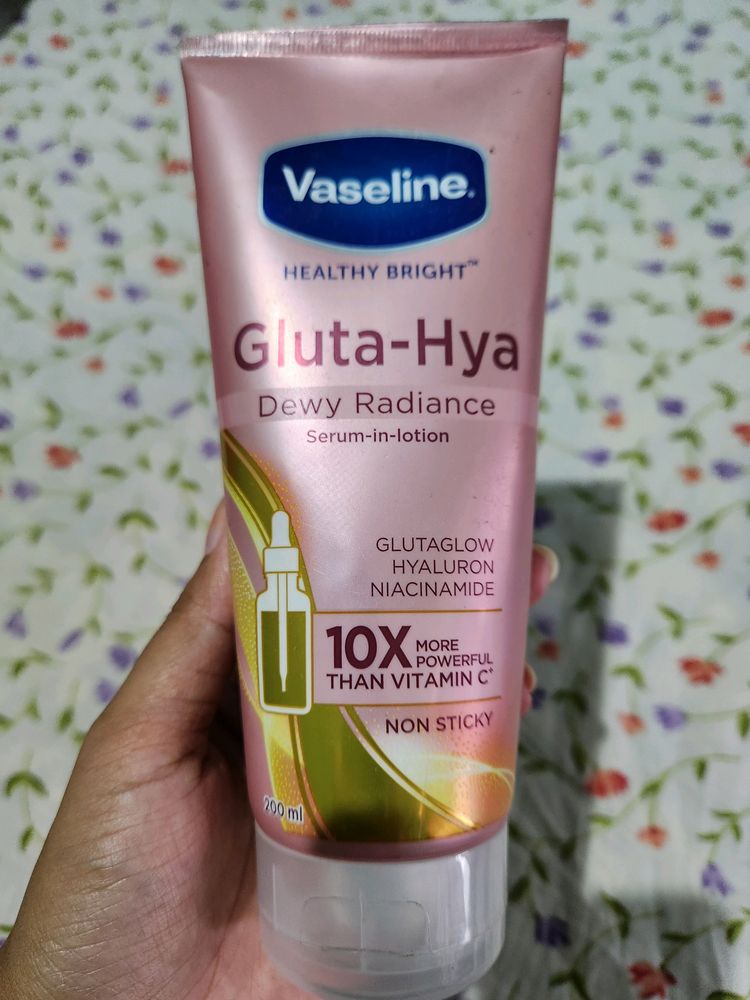 Vaseline.
HEALTHY BRIGHT™
Gluta-Hya
Dewy Radiance
Serum-in-lotion
GLUTAGLOW
HYALURON
NIACINAMIDE
10X MORE
POWERFUL
THAN VITAMIN C*
NON STICKY
200 ml